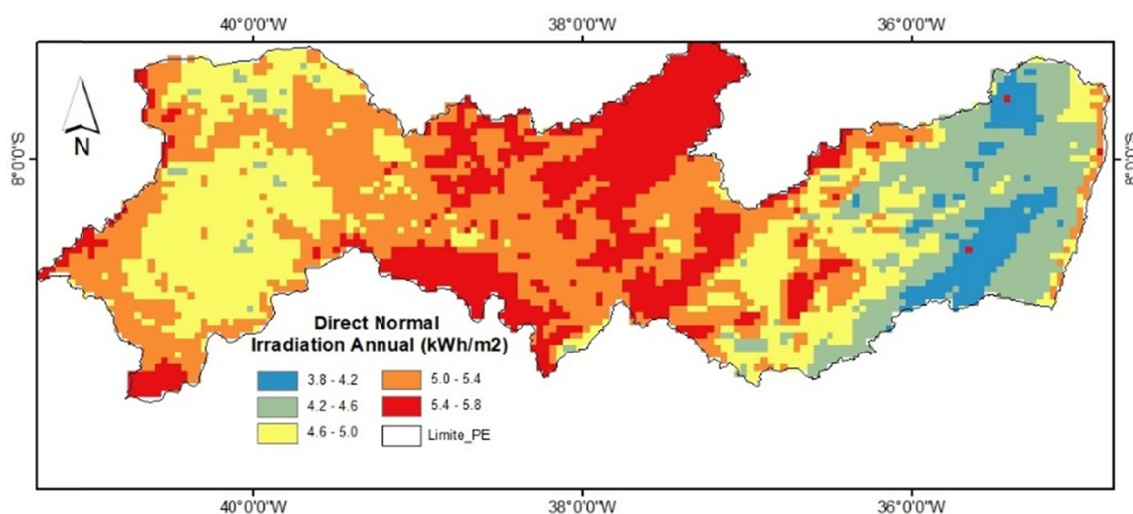 40°0'0"W 38°0'0"W 36°0'0"W
8°0'0"S 8°0'0"S
N
Direct Normal
Irradiation Annual (kWh/m2)
3.8 - 4.2 5.0 - 5.4
4.2 - 4.6 5.4 - 5.8
4.6 - 5.0 Limite_PE
40°0'0"W 38°0'0"W 36°0'0"W